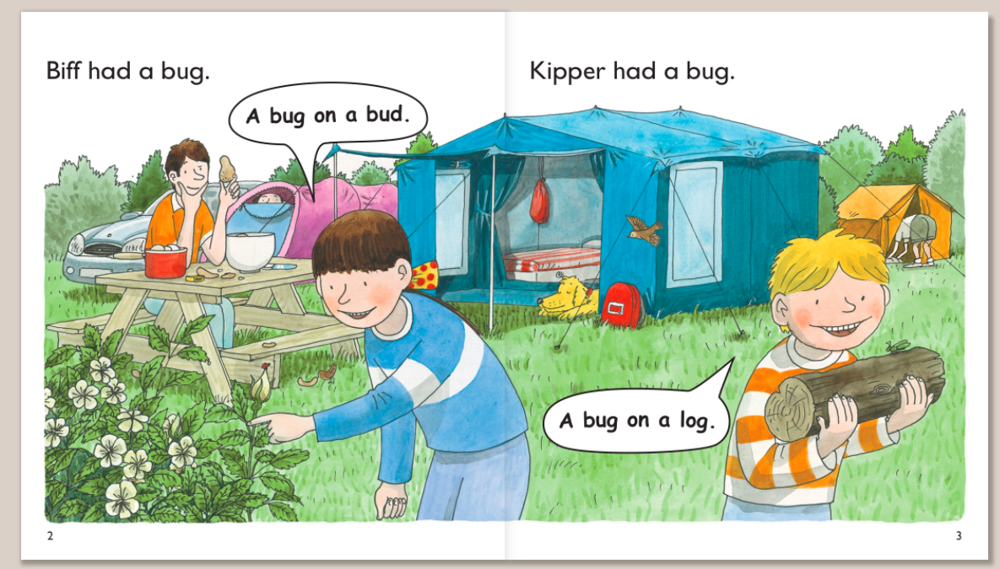 Biff had a bug.
A bug on a bud.
Kipper had a bug.
A bug on a log.
2
3